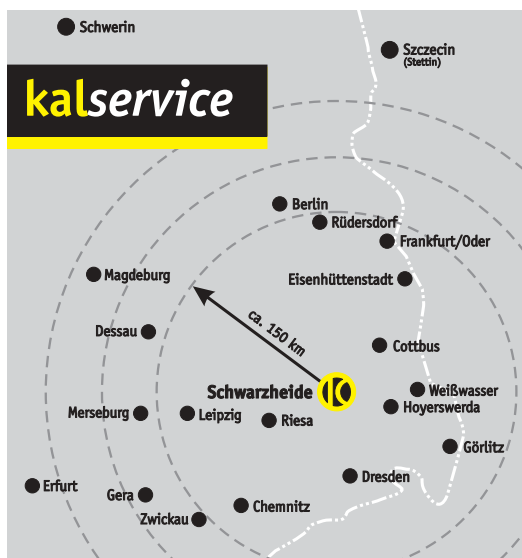 Schwerin
Szczecin
(Stettin)
kalservice
Berlin
Rüdersdorf
Frankfurt/Oder
Magdeburg
Eisenhüttenstadt
ca. 150 km
Dessau
Cottbus
Schwarzheide
Weißwasser
Merseburg
Leipzig
Riesa
Hoyerswerda
Görlitz
Dresden
Erfurt
Gera
Chemnitz
Zwickau